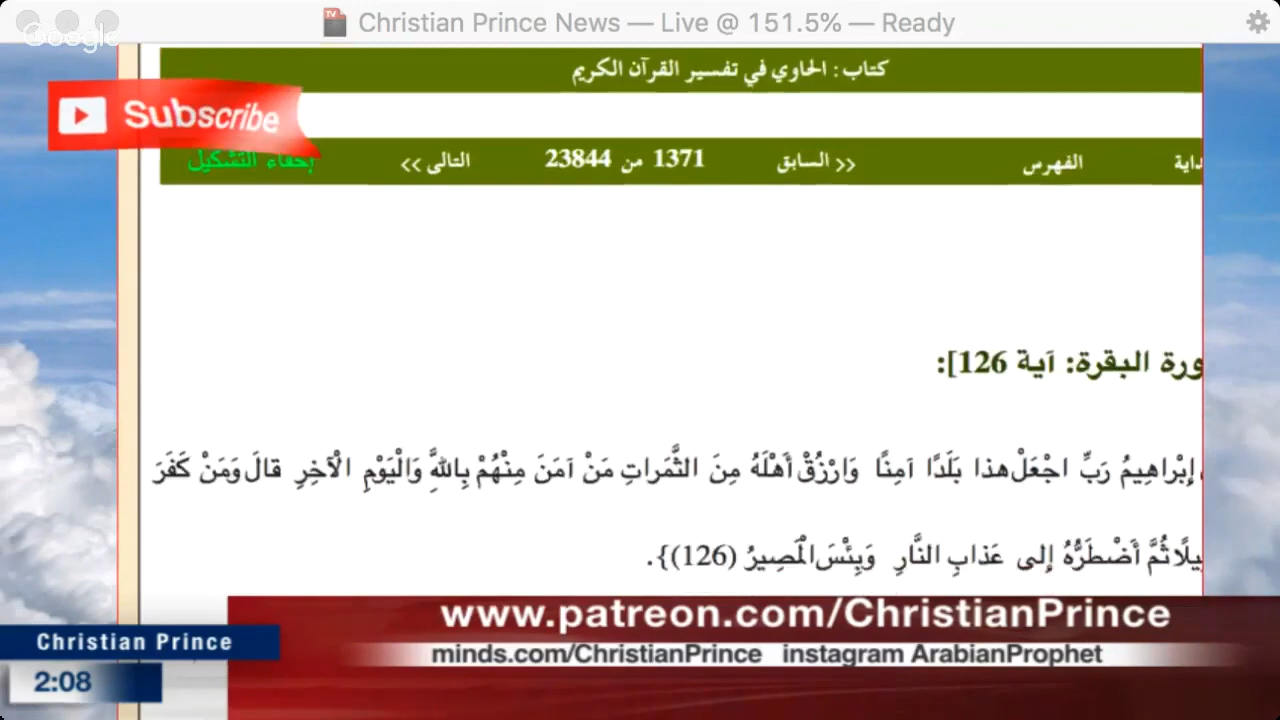 Christian Prince News — Live @ 151.5% — Ready
Google
كتاب : الحاوي في تفسير القرآن الكريم
Subscribe
الفهرس << السابق 1371 من 23844 التالى >> إخفاء التشكيل
ورة البقرة: آية 126]:
إِبْراهِيمُ رَبِّ اجْعَلْ هذا بَلَدًا آمِنًا وَارْزُقْ أَهْلَهُ مِنَ الثَّمَراتِ مَنْ آمَنَ مِنْهُمْ بِاللَّهِ وَالْيَوْمِ الْآخِرِ قالَ وَمَنْ كَفَرَ
يلًا ثُمَّ أَضْطَرُّهُ إِلى عَذابِ النَّارِ وَبِئْسَ الْمَصِيرُ (126)}.
www.patreon.com/ChristianPrince
Christian Prince
minds.com/ChristianPrince instagram ArabianProphet
2:08